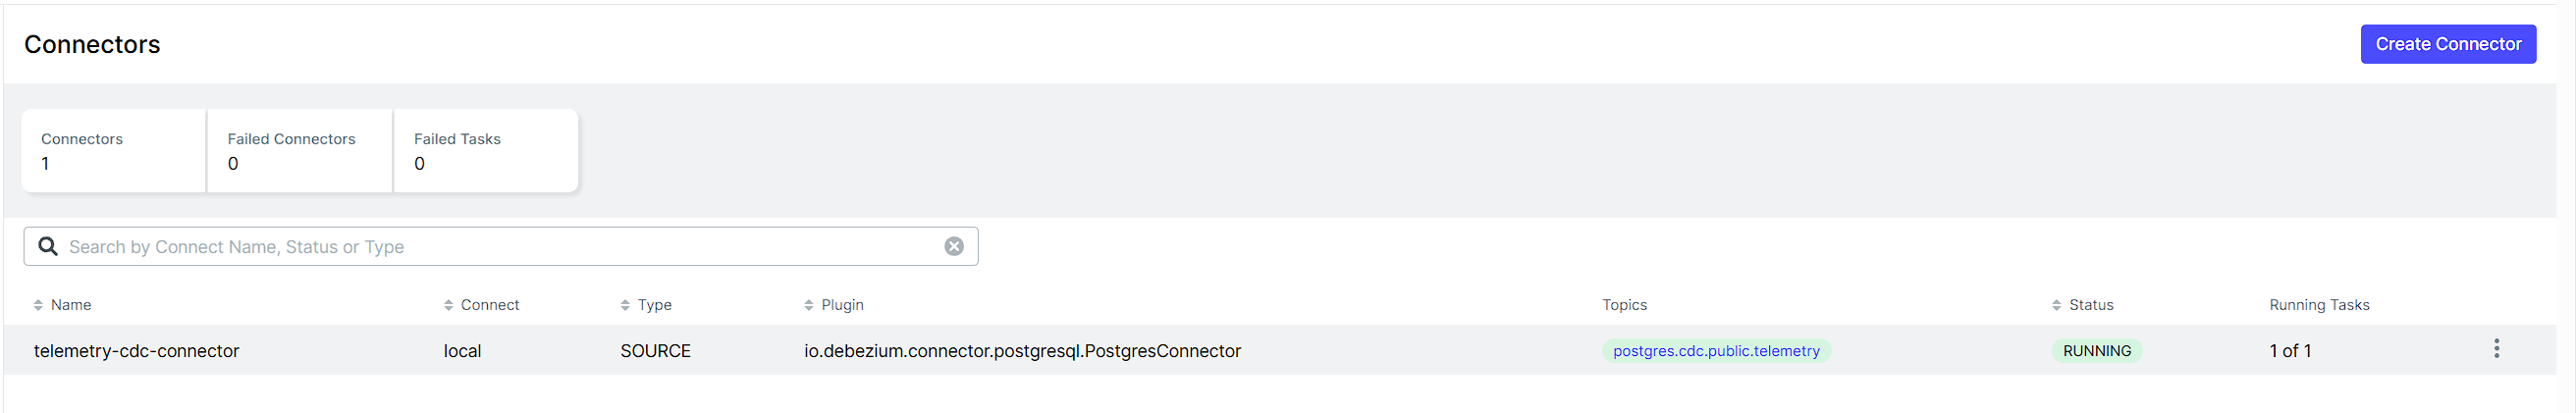 Connectors
Create Connector
Connectors Failed Connectors Failed Tasks
1 0 0
Search by Connect Name, Status or Type
Name Connect Type Plugin Topics Status Running Tasks
telemetry-cdc-connector local SOURCE io.debezium.connector.postgresql.PostgresConnector postgres.cdc.public.telemetry RUNNING 1 of 1